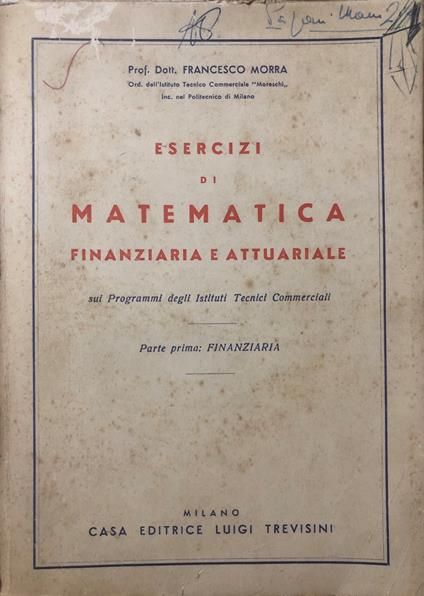 Prof. Dott. FRANCESCO MORRA
Ord. dell'Istituto Tecnico Commerciale "Moreschi„
Inc. nel Politecnico di Milano
ESERCIZI
DI
MATEMATICA
FINANZIARIA E ATTUARIALE
sui Programmi degli Istituti Tecnici Commerciali
Parte prima: FINANZIARIA
MILANO
CASA EDITRICE LUIGI TREVISINI